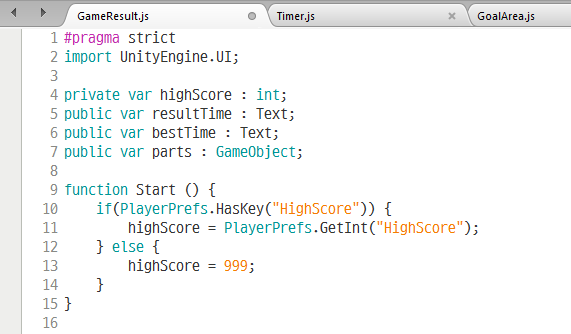 GameResult.js Timer.js GoalArea.js
1 #pragma strict
2 import UnityEngine.UI;
3
4 private var highScore : int;
5 public var resultTime : Text;
6 public var bestTime : Text;
7 public var parts : GameObject;
8
9 function Start () {
10     if(PlayerPrefs.HasKey("HighScore")) {
11         highScore = PlayerPrefs.GetInt("HighScore");
12     } else {
13         highScore = 999;
14     }
15 }
16